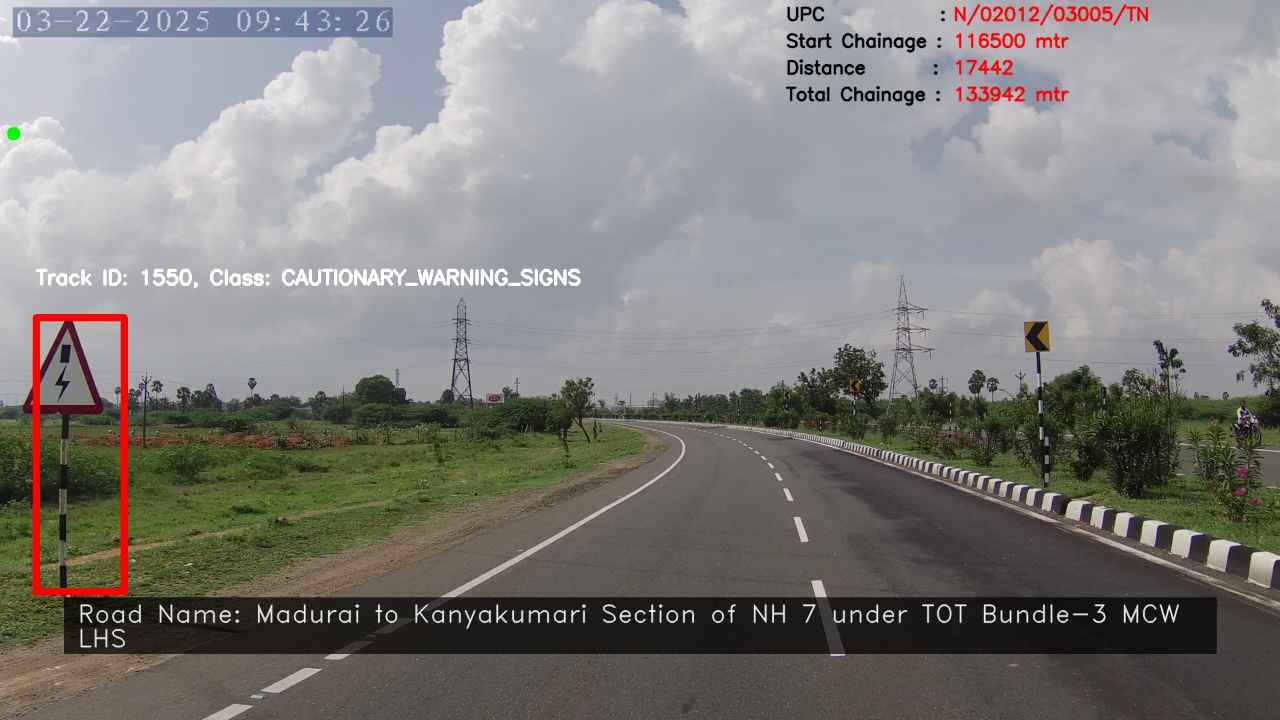 03-22-2025 09:43:26
UPC : N/02012/03005/TN
Start Chainage : 116500 mtr
Distance : 17442
Total Chainage : 133942 mtr
Track ID: 1550, Class: CAUTIONARY_WARNING_SIGNS
Road Name: Madurai to Kanyakumari Section of NH 7 under TOT Bundle-3 MCW
LHS